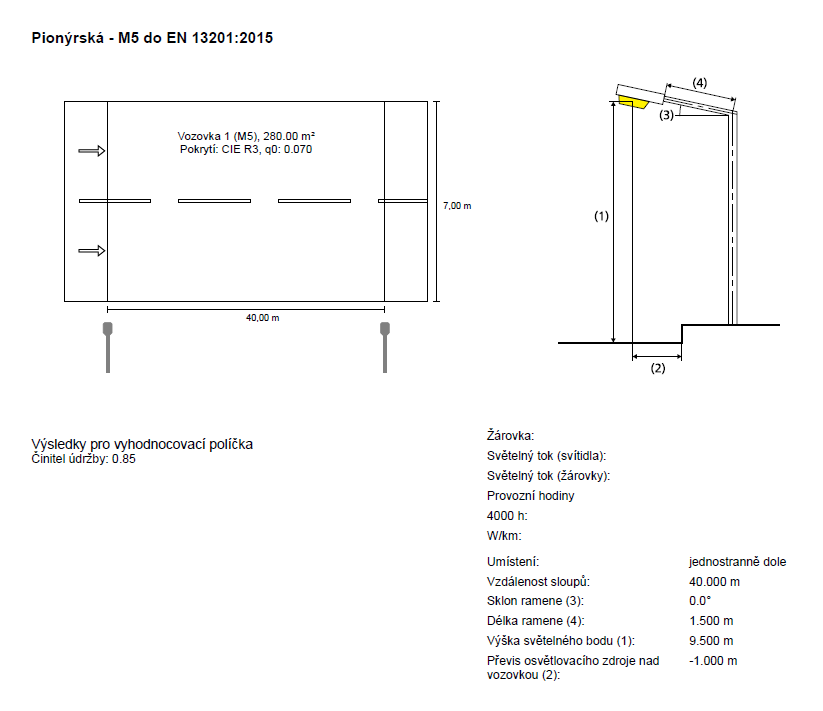 Pionýrská - M5 do EN 13201:2015
Vozovka 1 (M5), 280.00 m²
Pokrytí: CIE R3, q0: 0.070
7,00 m
40,00 m
(4)
(3)
(1)
(2)
Výsledky pro vyhodnocovací políčka
Činitel údržby: 0.85
Žárovka:
Světelný tok (svítidla):
Světelný tok (žárovky):
Provozní hodiny
4000 h:
W/km:
Umístení: jednostranně dole
Vzdálenost sloupů: 40.000 m
Sklon ramene (3): 0.0°
Délka ramene (4): 1.500 m
Výška světelného bodu (1): 9.500 m
Převis osvětlovacího zdroje nad -1.000 m
vozovkou (2):